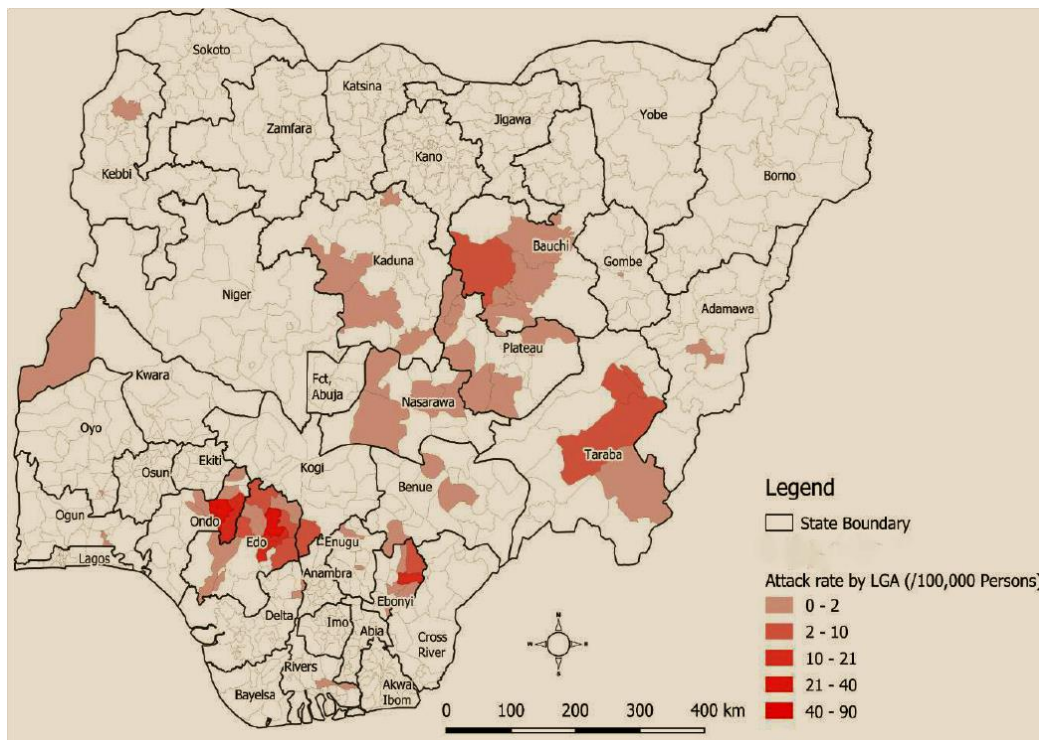 Sokoto
Katsina
Jigawa
Yobe
Zamfara
Kano
Borno
Kebbi
Bauchi
Kaduna
Gombe
Niger
Adamawa
Plateau
Kwara
Fct,
Abuja
Nasarawa
Oyo
Taraba
Ekiti
Kogi
Osun
Benue
Ogun
Ondo
Edo
Enugu
Lagos
Anambra
Ebonyi
Delta
Imo
Abia
Cross
River
Rivers
Bayelsa
Akwa
Ibom
N
Legend
State Boundary
Attack rate by LGA (/100,000 Persons)
0 - 2
2 - 10
10 - 21
21 - 40
40 - 90
0 100 200 300 400 km